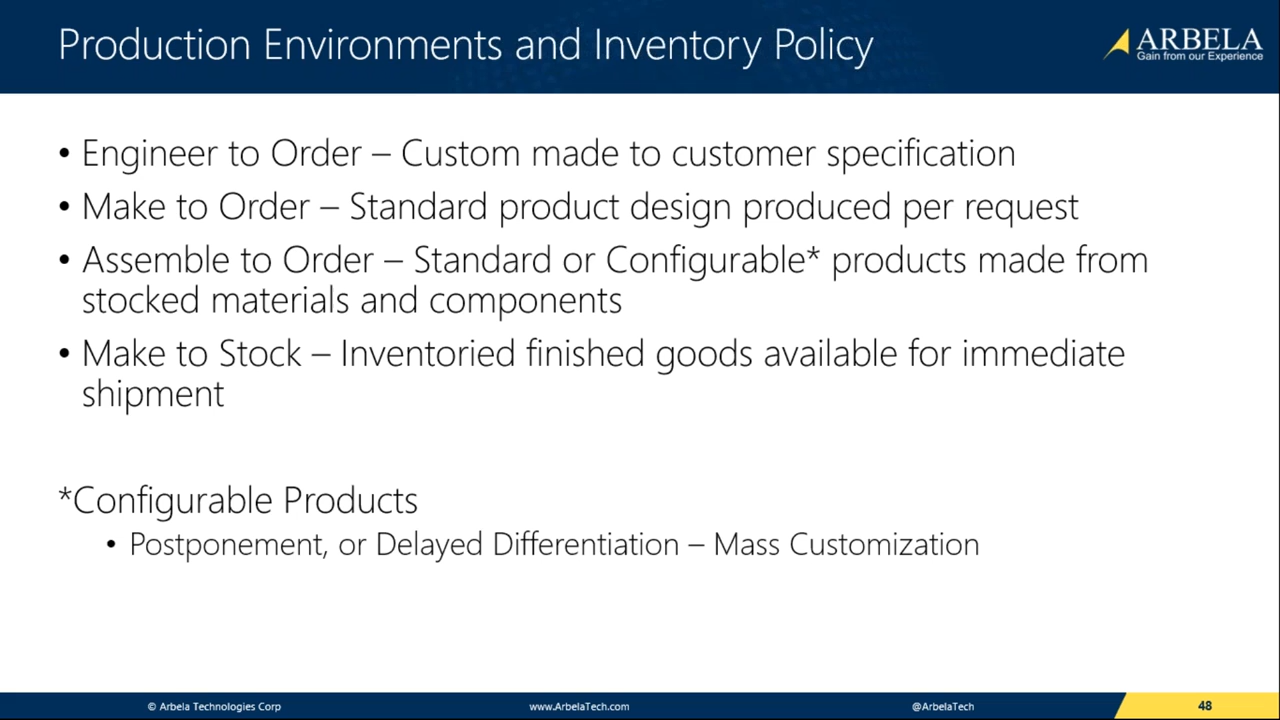 Production Environments and Inventory Policy
ARBELA
Gain from our Experience
• Engineer to Order – Custom made to customer specification
• Make to Order – Standard product design produced per request
• Assemble to Order – Standard or Configurable* products made from
stocked materials and components
• Make to Stock – Inventoried finished goods available for immediate
shipment
*Configurable Products
• Postponement, or Delayed Differentiation – Mass Customization
© Arbela Technologies Corp
www.ArbelaTech.com
@ArbelaTech
48